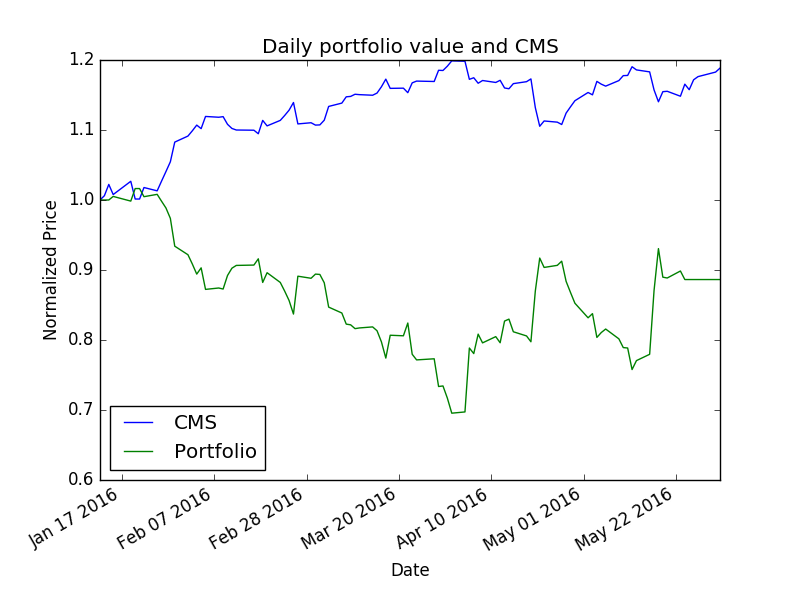 Daily portfolio value and CMS
1.2
1.1
1.0
0.9
0.8
0.7
0.6
Normalized Price
CMS
Portfolio
Jan 17 2016
Feb 07 2016
Feb 28 2016
Mar 20 2016
Apr 10 2016
May 01 2016
May 22 2016
Date